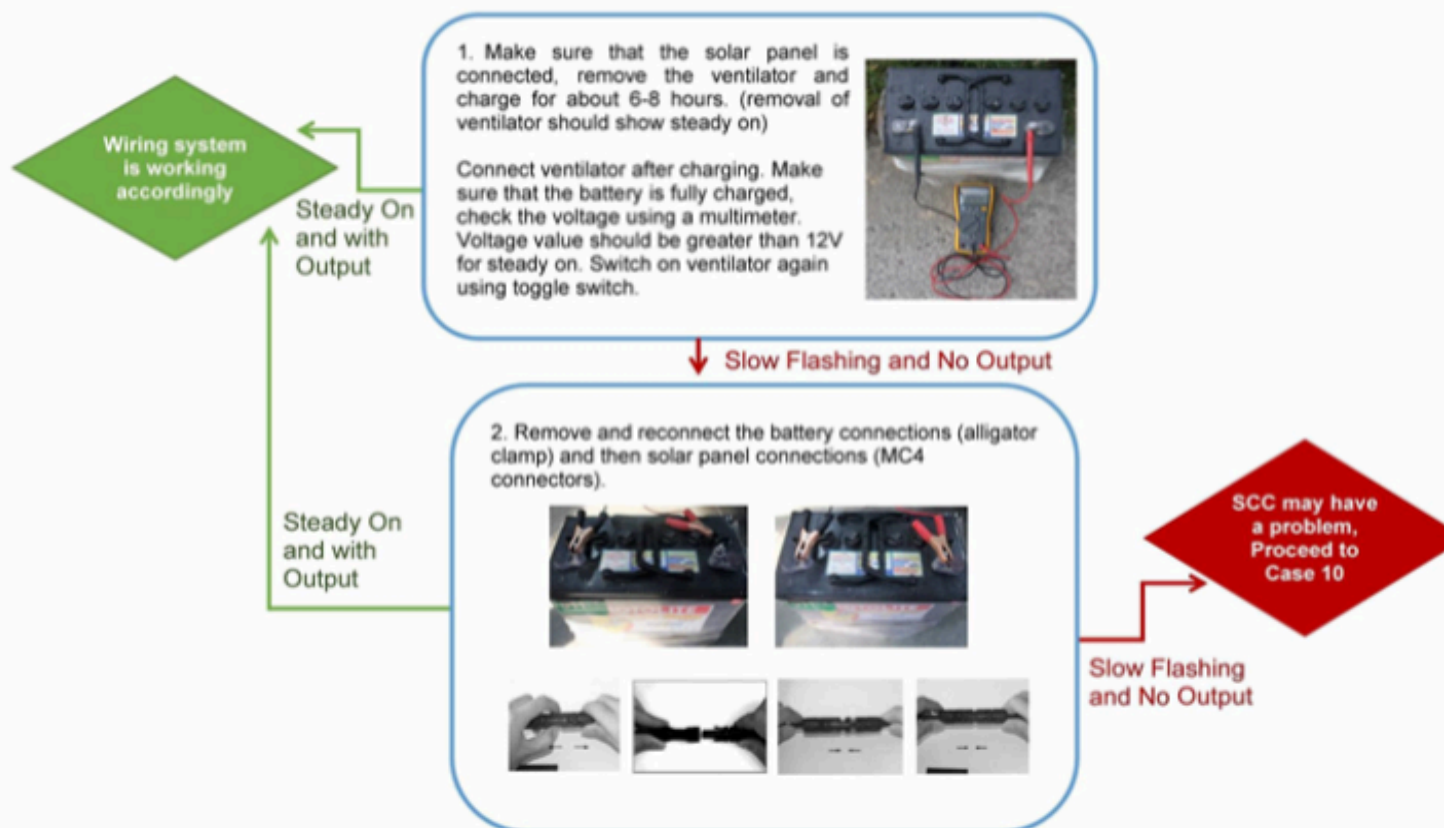 1. Make sure that the solar panel is
connected, remove the ventilator and
charge for about 6-8 hours. (removal of
ventilator should show steady on)
Connect ventilator after charging. Make
sure that the battery is fully charged,
check the voltage using a multimeter.
Voltage value should be greater than 12V
for steady on. Switch on ventilator again
using toggle switch.
Wiring system
is working
accordingly
Steady On
and with
Output
Slow Flashing and No Output
2. Remove and reconnect the battery connections (alligator
clamp) and then solar panel connections (MC4
connectors).
Steady On
and with
Output
SCC may have
a problem,
Proceed to
Case 10
Slow Flashing
and No Output